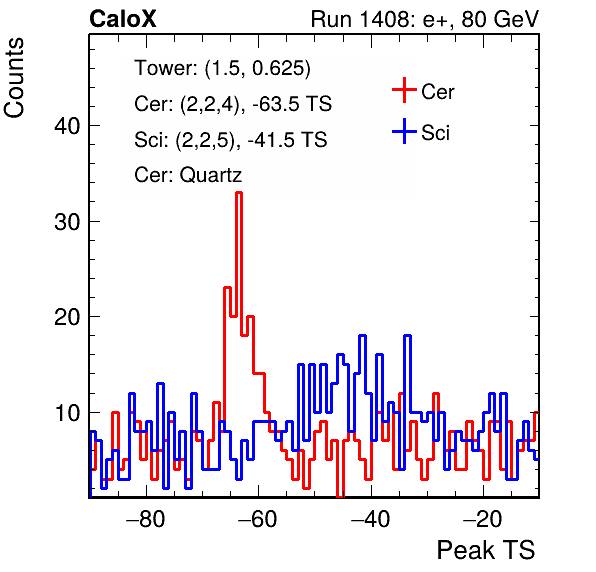 CaloX Run 1408: e+, 80 GeV
Counts
Tower: (1.5, 0.625)
Cer: (2,2,4), -63.5 TS
Sci: (2,2,5), -41.5 TS
Cer: Quartz
Cer
Sci
40
30
20
10
−80 −60 −40 −20
Peak TS